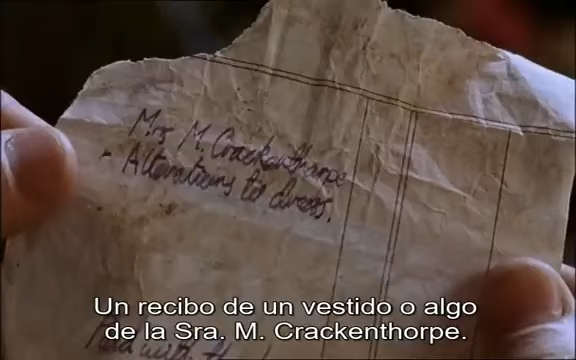 Mrs M. Crackenthorpe
- Alterations to dress.
Un recibo de un vestido o algo
de la Sra. M. Crackenthorpe.